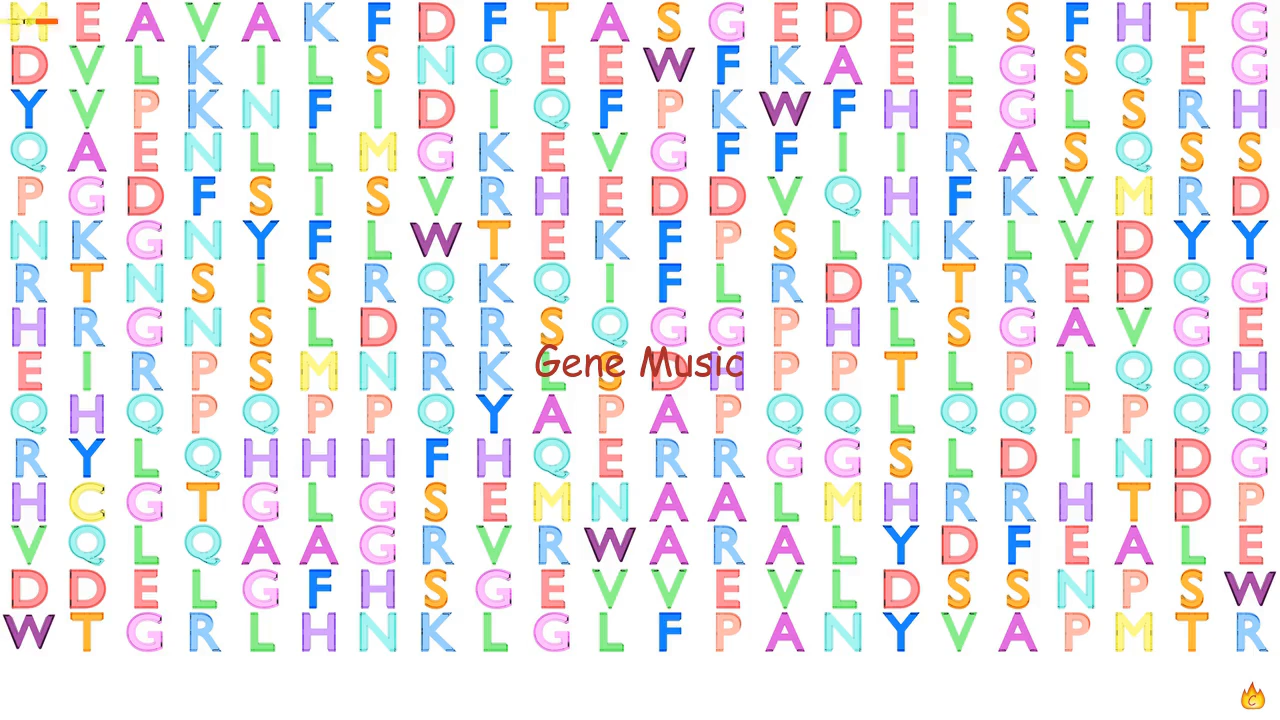 MEAVAKFDFTASGEDELSFHTG
DVLKILSNQEEWFKAELGSQEG
YVPKNFIDIQFPKWFHEGLSRH
QAENLLMGKEVGFFIIRASQSS
PGDFSISVRHEDDVQHFKVMRD
NKGNYFLWTEKFPSLNKLVDYY
RTNSISRQKQIFLRDRTREDQG
HRGNSLDRRSQGGPHLSGAVGE
EIRPSMNRKLSDHPPTLPLQQH
Gene Music
QHQPQPPQYAPAPQQLQQPPQQ
RYLQHHHFHQERRGGSLDINDG
HCGTGLGSEMNAALMHRRHTDP
VQLQAAGRVRWARALYDFEALE
DDELGFHSGEVVEVLDSSNPSW
WTGRLHNKLGLFPANYVAPMTR
C